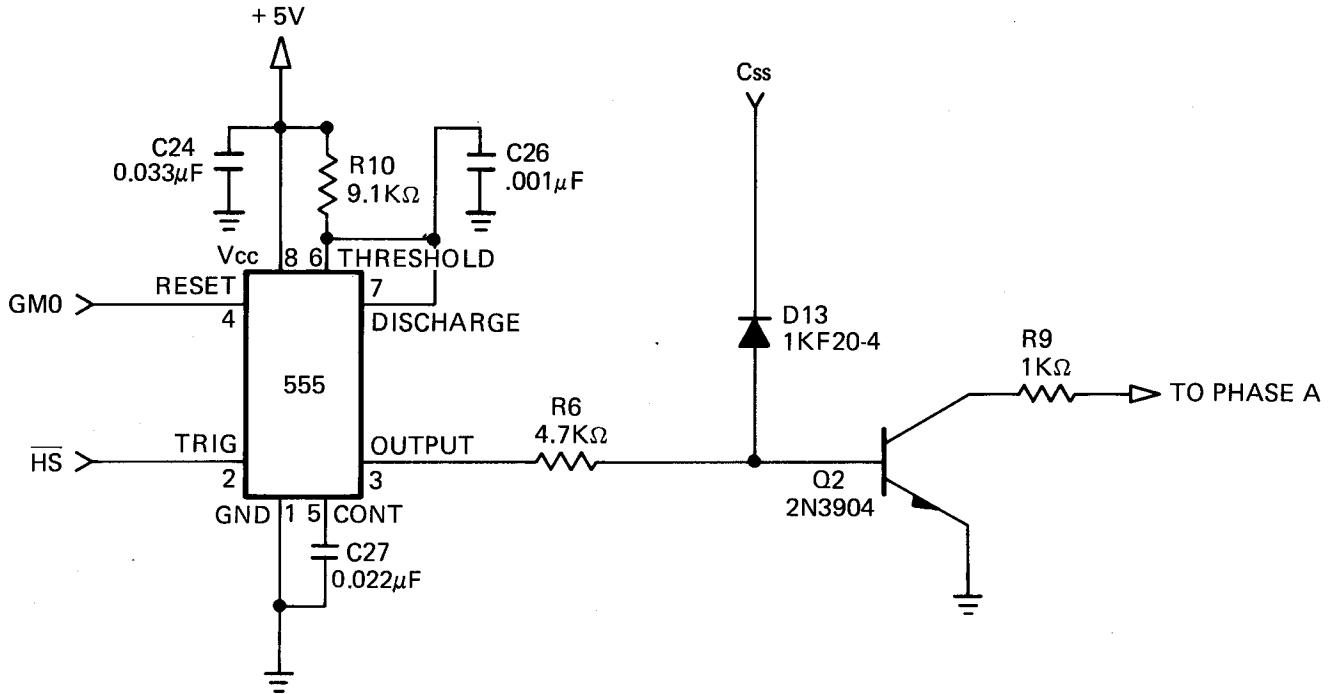 + 5V
Css
C24
0.033µF
R10
9.1KΩ
C26
.001µF
Vcc
8
6
THRESHOLD
RESET
4
7
DISCHARGE
GM0
555
D13
1KF20-4
R9
1KΩ
TO PHASE A
R6
4.7KΩ
HS
TRIG
2
OUTPUT
3
Q2
2N3904
GND
1
5
CONT
C27
0.022µF